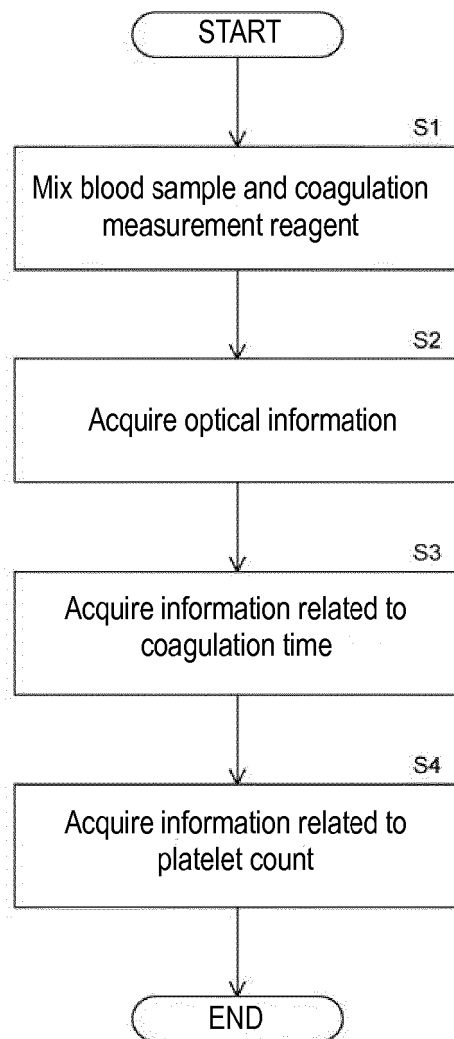 START
S1
Mix blood sample and coagulation
measurement reagent
S2
Acquire optical information
S3
Acquire information related to
coagulation time
S4
Acquire information related to
platelet count
END